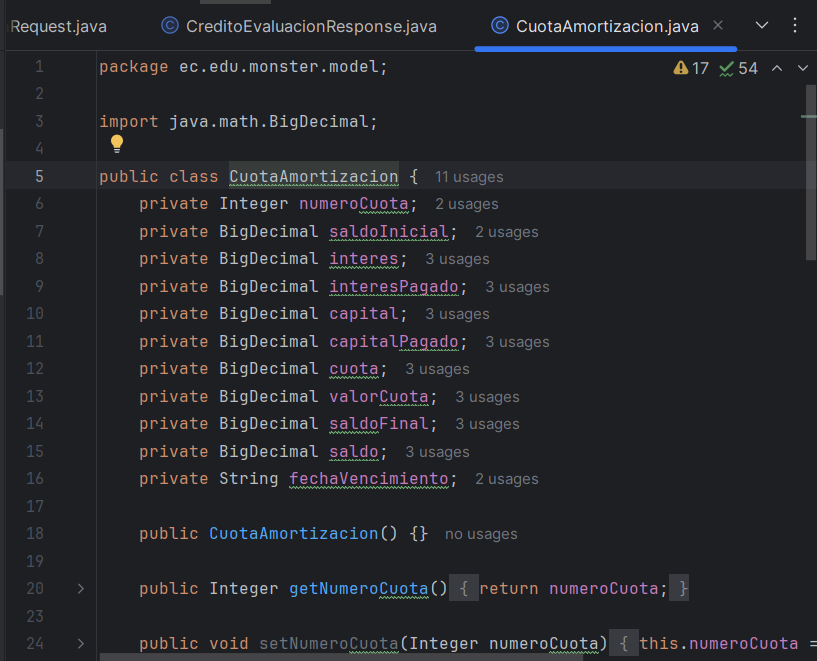 Request.java CreditoEvaluacionResponse.java CuotaAmortizacion.java
1 package ec.edu.monster.model; 17 54
2
3 import java.math.BigDecimal;
4
5 public class CuotaAmortizacion { 11 usages
6 private Integer numeroCuota; 2 usages
7 private BigDecimal saldoInicial; 2 usages
8 private BigDecimal interes; 3 usages
9 private BigDecimal interesPagado; 3 usages
10 private BigDecimal capital; 3 usages
11 private BigDecimal capitalPagado; 3 usages
12 private BigDecimal cuota; 3 usages
13 private BigDecimal valorCuota; 3 usages
14 private BigDecimal saldoFinal; 3 usages
15 private BigDecimal saldo; 3 usages
16 private String fechaVencimiento; 2 usages
17
18 public CuotaAmortizacion() {} no usages
19
20 public Integer getNumeroCuota() { return numeroCuota; }
23
24 public void setNumeroCuota(Integer numeroCuota) { this.numeroCuota =